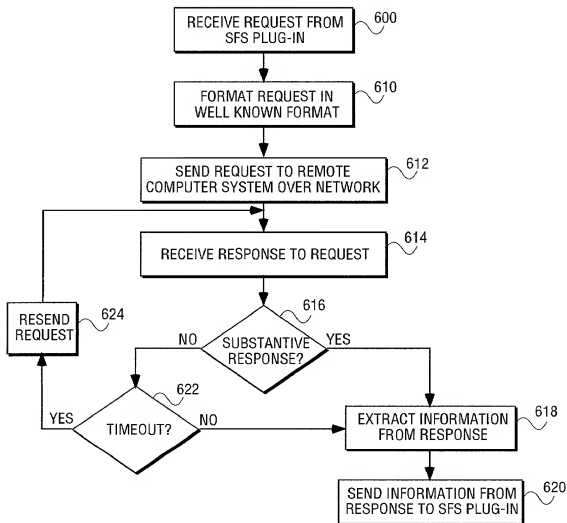 RECEIVE REQUEST FROM
SFS PLUG-IN
600
FORMAT REQUEST IN
WELL KNOWN FORMAT
610
SEND REQUEST TO REMOTE
COMPUTER SYSTEM OVER NETWORK
612
RECEIVE RESPONSE TO REQUEST
614
RESEND
REQUEST
624
616
NO
SUBSTANTIVE
RESPONSE?
YES
622
YES
TIMEOUT?
NO
EXTRACT INFORMATION
FROM RESPONSE
618
SEND INFORMATION FROM
RESPONSE TO SFS PLUG-IN
620